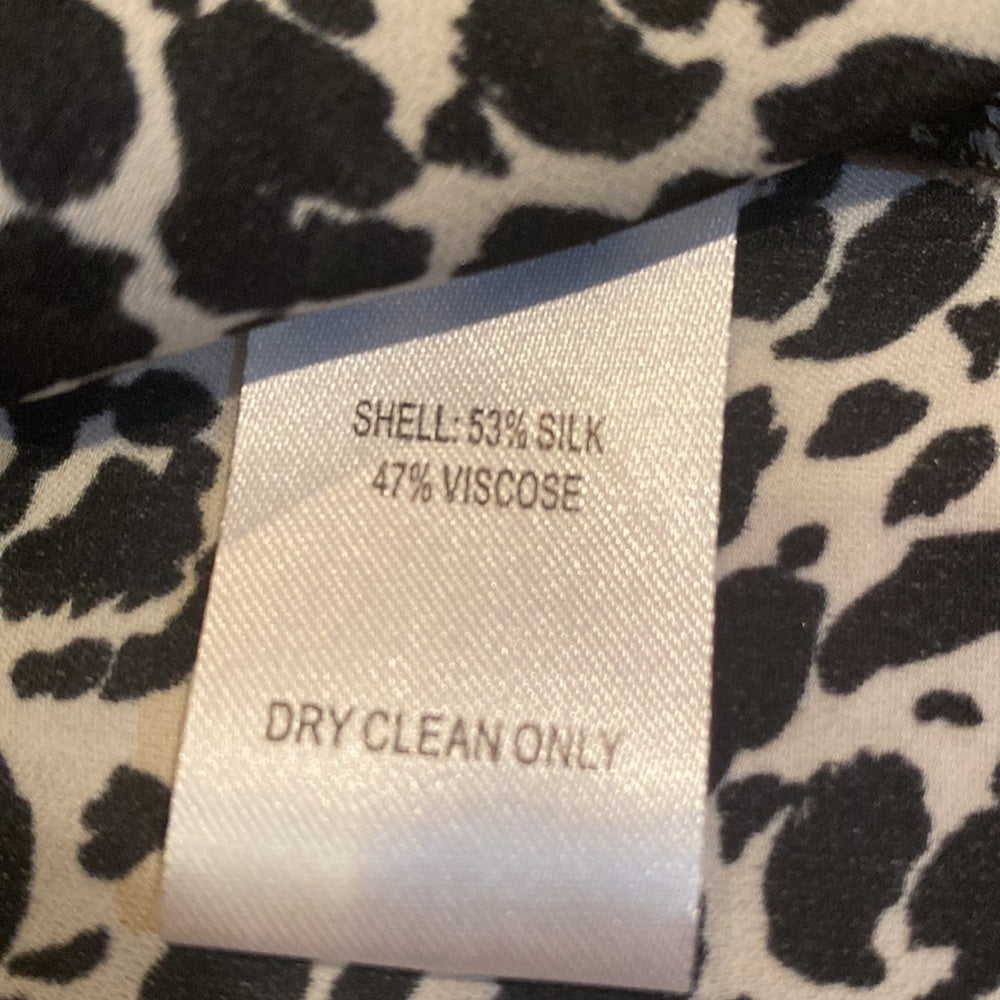 SHELL: 53% SILK
47% VISCOSE
DRY CLEAN ONLY